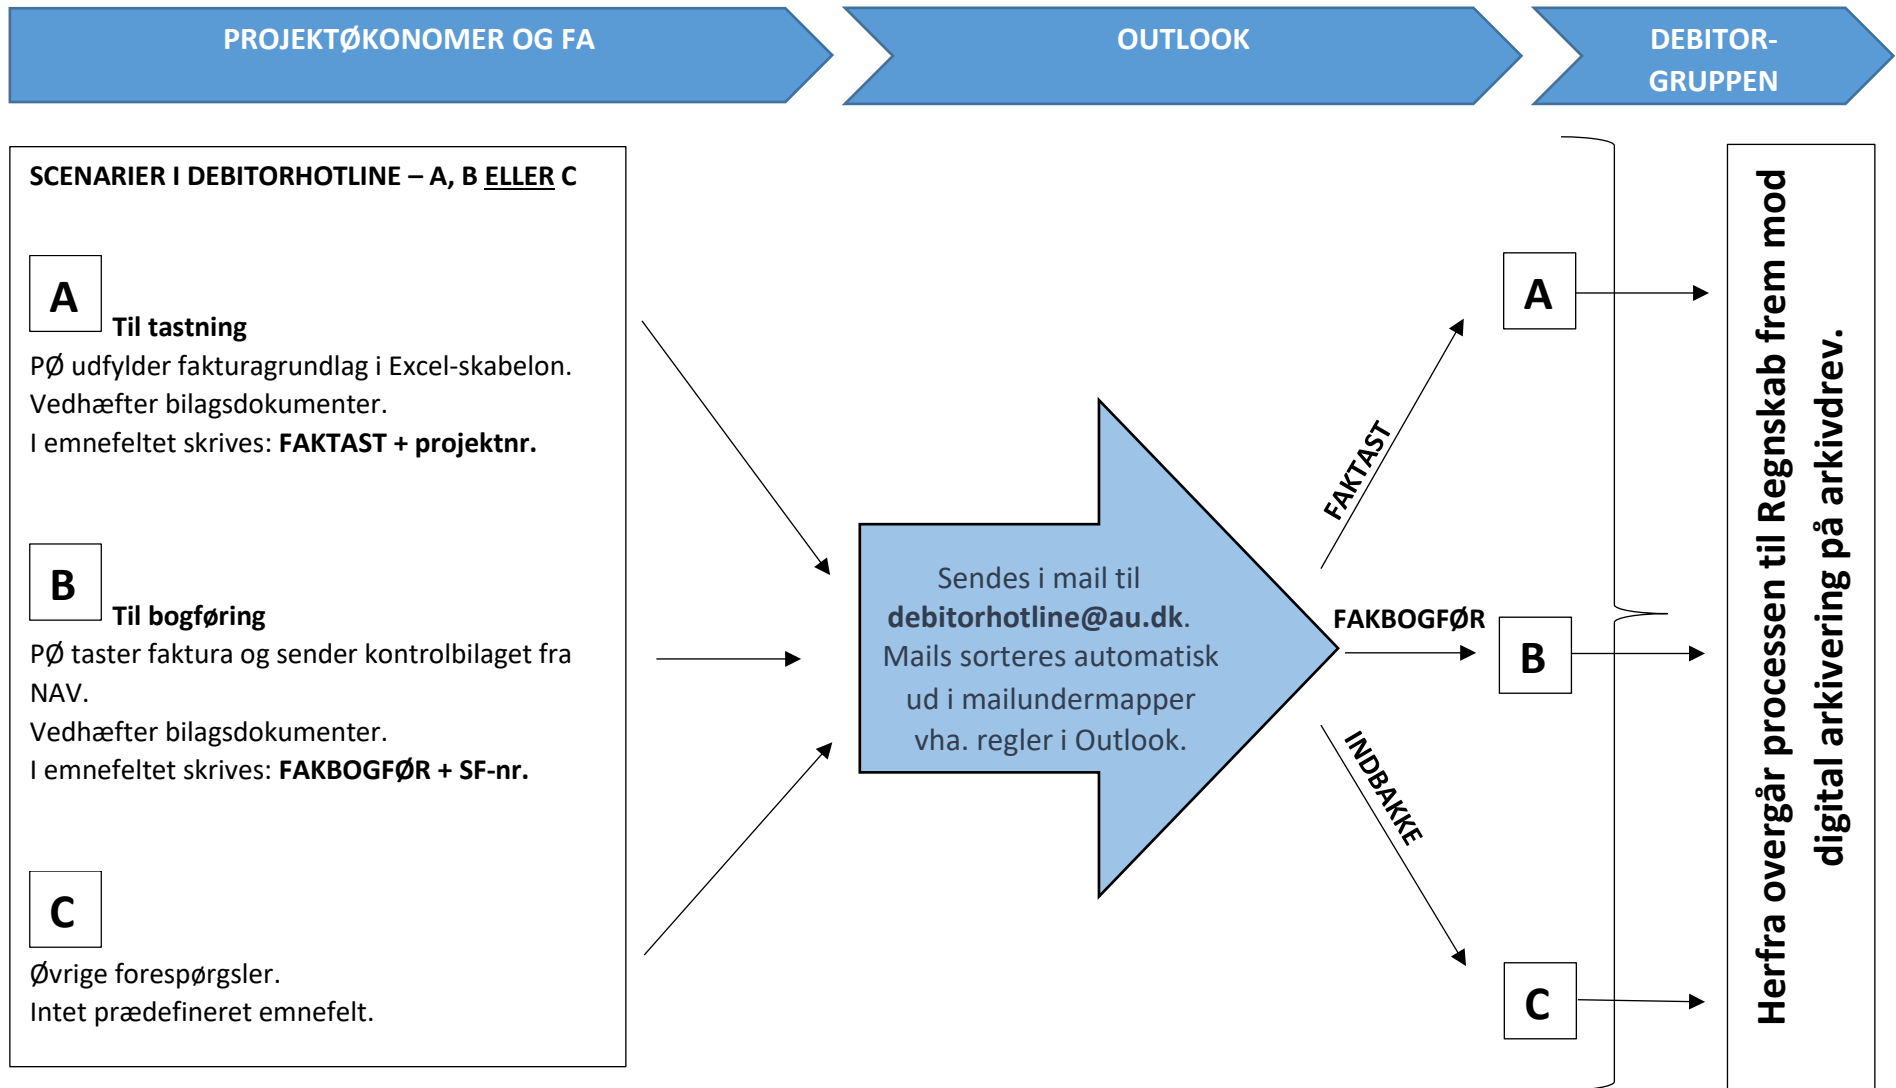 PROJEKTØKONOMER OG FA
OUTLOOK
DEBITOR-
GRUPPEN
SCENARIER I DEBITORHOTLINE – A, B ELLER C
A
Til tastning
PØ udfylder fakturagrundlag i Excel-skabelon.
Vedhæfter bilagsdokumenter.
I emnefeltet skrives: FAKTAST + projektnr.
B
Til bogføring
PØ taster faktura og sender kontrolbilaget fra
NAV.
Vedhæfter bilagsdokumenter.
I emnefeltet skrives: FAKBOGFØR + SF-nr.
C
Øvrige forespørgsler.
Intet prædefineret emnefelt.
Sendes i mail til
debitorhotline@au.dk.
Mails sorteres automatisk
ud i mailundermapper
vha. regler i Outlook.
FAKTAST
FAKBOGFØR
INDBAKKE
A
B
C
Herfra overgår processen til Regnskab frem mod
digital arkivering på arkivdrev.